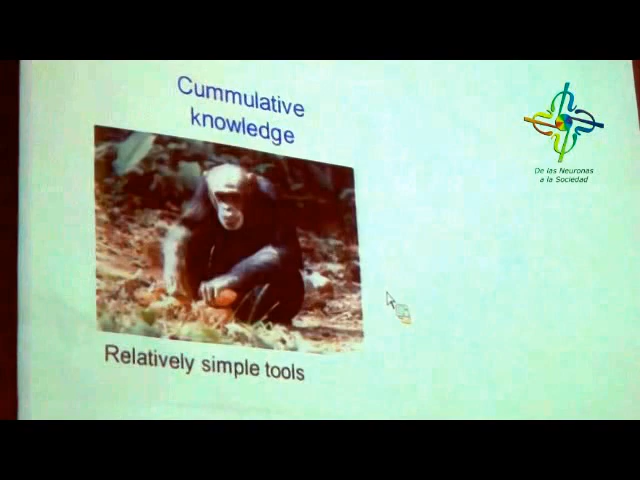 Cummulative
knowledge
De las Neuronas
a la Sociedad
Relatively simple tools